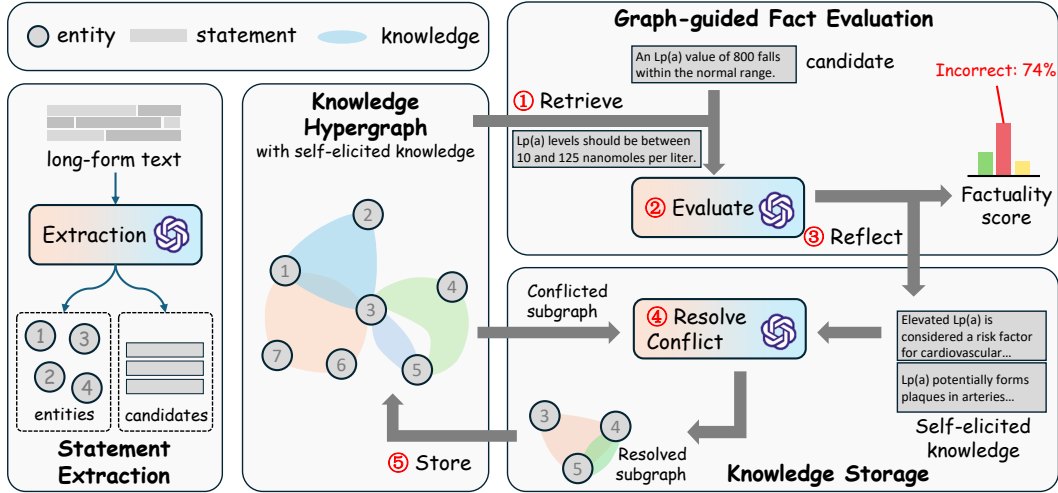 entity
statement
knowledge
long-form text
Extraction
1
3
2
4
entities
candidates
Statement
Extraction
Knowledge
Hypergraph
with self-elicited knowledge
2
1
4
3
7
6
5
Graph-guided Fact Evaluation
An Lp(a) value of 800 falls
within the normal range.
candidate
Incorrect: 74%
① Retrieve
Lp(a) levels should be between
10 and 125 nanomoles per liter.
② Evaluate
Factuality
score
③ Reflect
Conflicted
subgraph
④ Resolve
Conflict
Elevated Lp(a) is
considered a risk factor
for cardiovascular...
Lp(a) potentially forms
plaques in arteries...
Self-elicited
knowledge
3
4
5
Resolved
subgraph
⑤ Store
Knowledge Storage